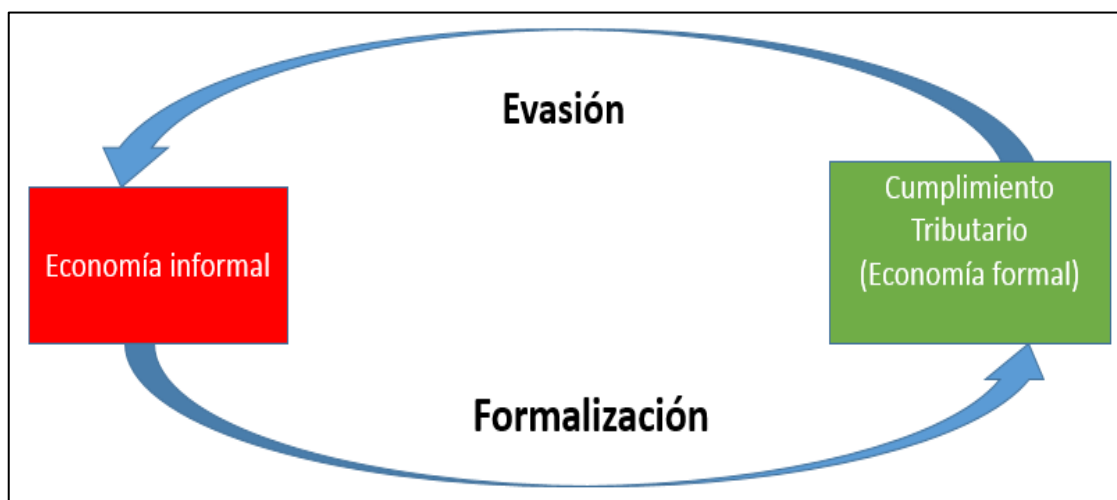 Evasión
Economía informal
Cumplimiento
Tributario
(Economía formal)
Formalización